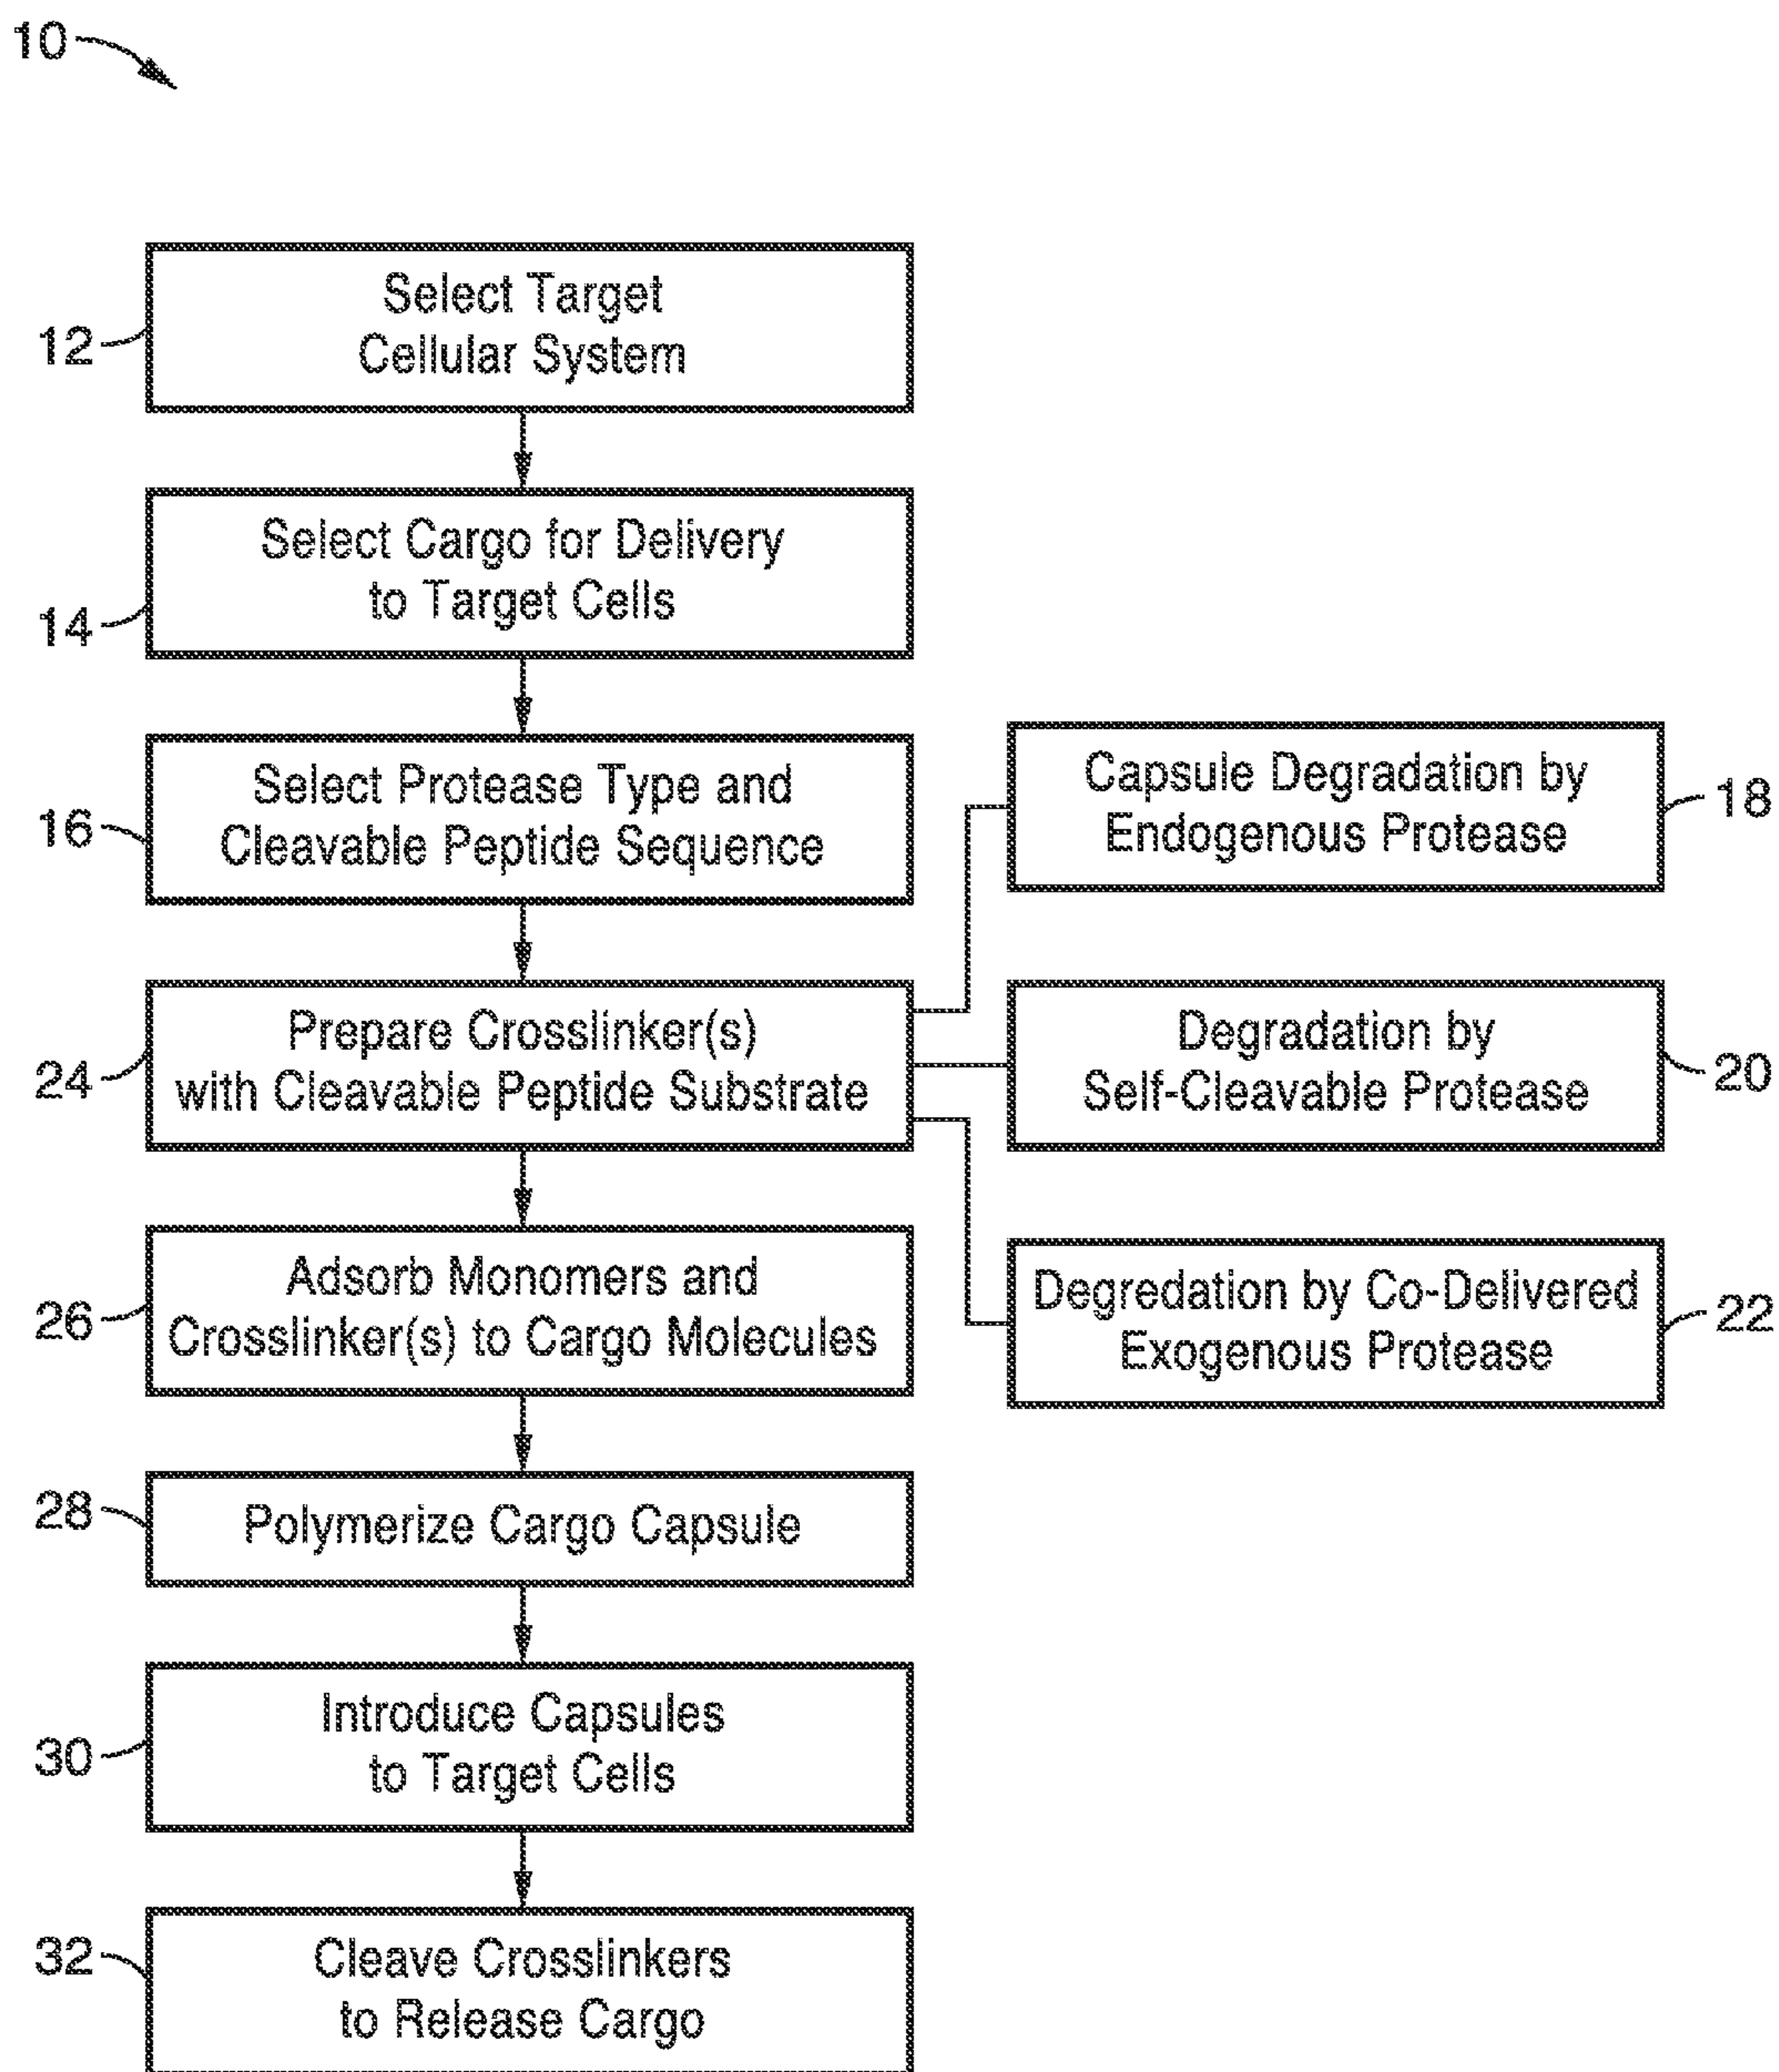 10
Select Target
Cellular System
12
Select Cargo for Delivery
to Target Cells
14
Select Protease Type and
Cleavable Peptide Sequence
16
Capsule Degradation by
Endogenous Protease
18
Prepare Crosslinker(s)
with Cleavable Peptide Substrate
24
Degradation by
Self-Cleavable Protease
20
Adsorb Monomers and
Crosslinker(s) to Cargo Molecules
26
Degredation by Co-Delivered
Exogenous Protease
22
28
Polymerize Cargo Capsule
Introduce Capsules
to Target Cells
30
32
Cleave Crosslinkers
to Release Cargo